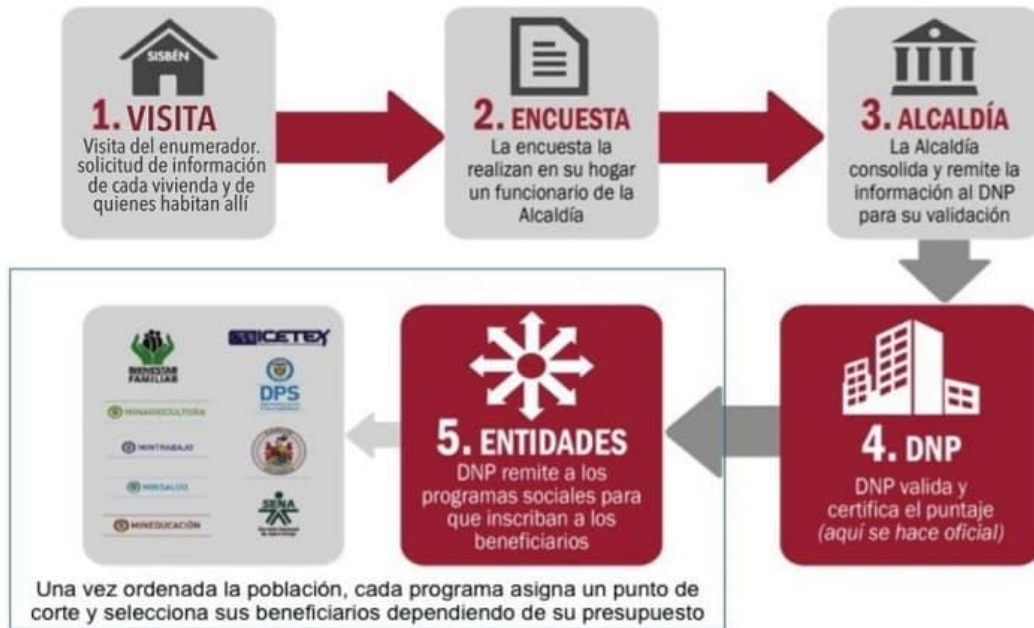 SISBÉN
1. VISITA
Visita del enumerador.
solicitud de información
de cada vivienda y de
quienes habitan allí
2. ENCUESTA
La encuesta la
realizan en su hogar
un funcionario de la
Alcaldía
3. ALCALDÍA
La Alcaldía
consolida y remite la
información al DNP
para su validación
4. DNP
DNP valida y
certifica el puntaje
(aquí se hace oficial)
5. ENTIDADES
DNP remite a los
programas sociales para
que inscriban a los
beneficiarios
BIENESTAR
FAMILIAR
ICETEX
DPS
MINAGRICULTURA
MINTRABAJO
MINSALUD
MINEDUCACIÓN
SENA
Una vez ordenada la población, cada programa asigna un punto de
corte y selecciona sus beneficiarios dependiendo de su presupuesto